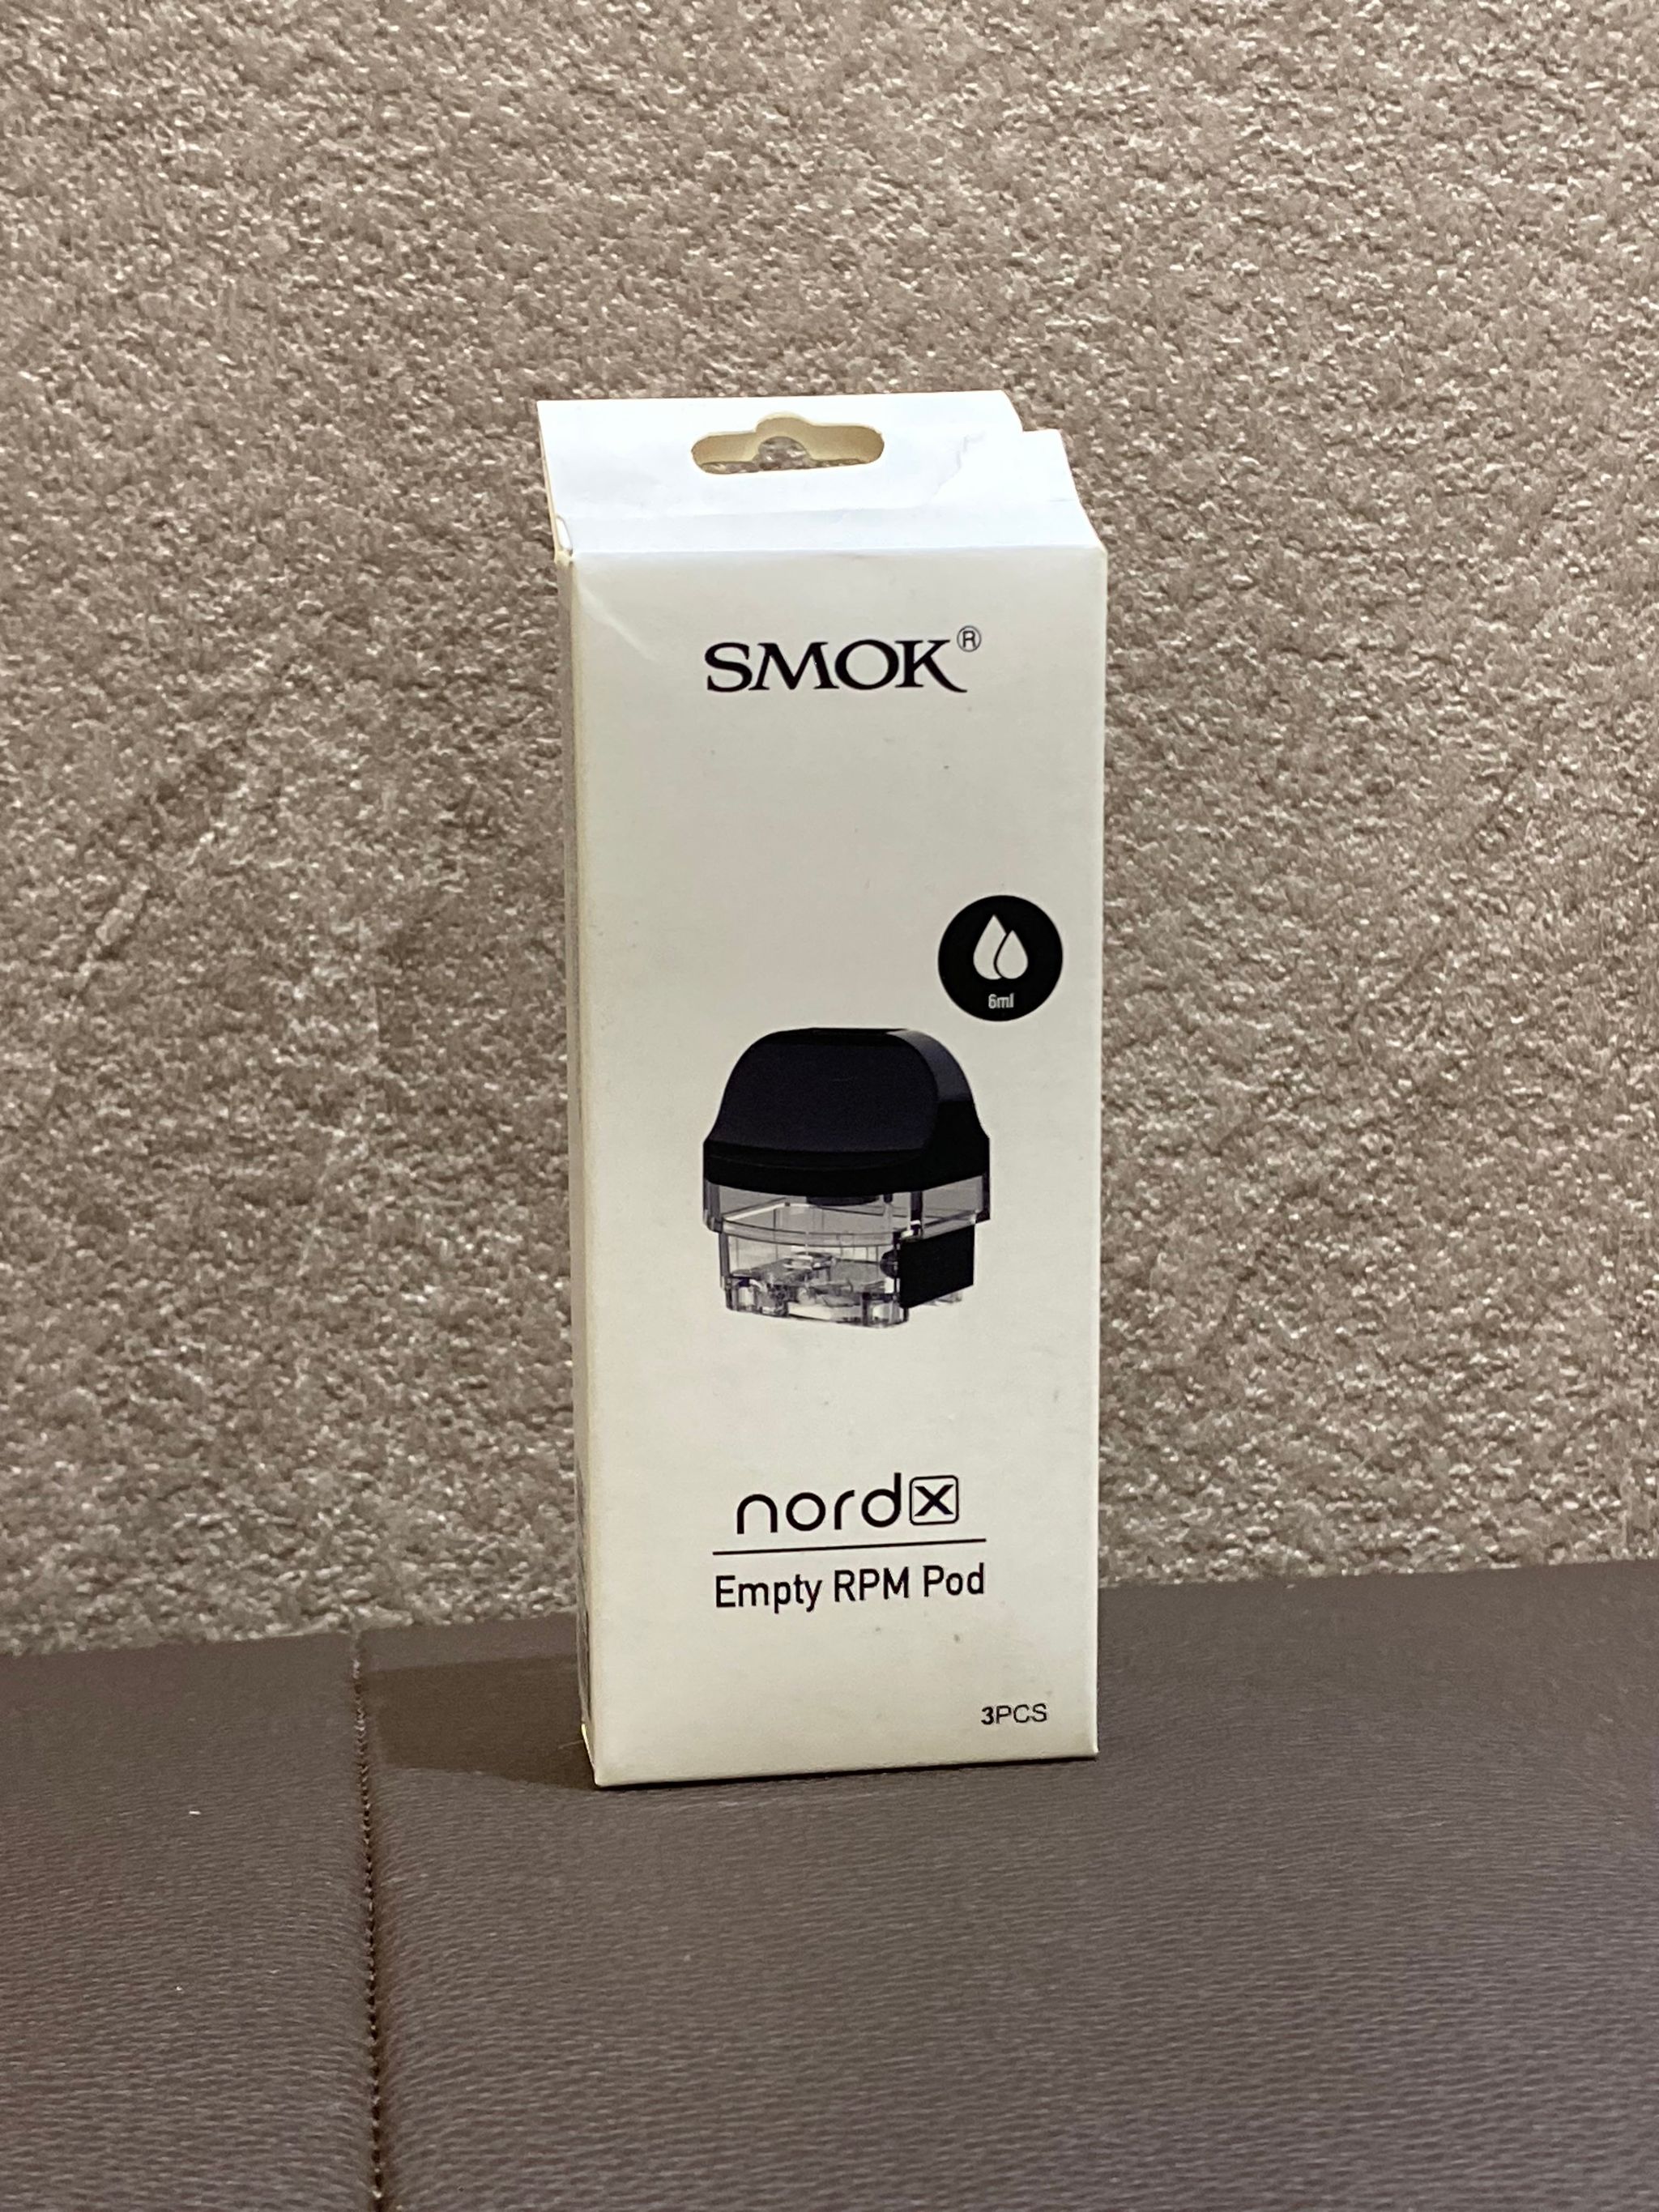 SMOK®
6ml
nordx
Empty RPM Pod
3PCS